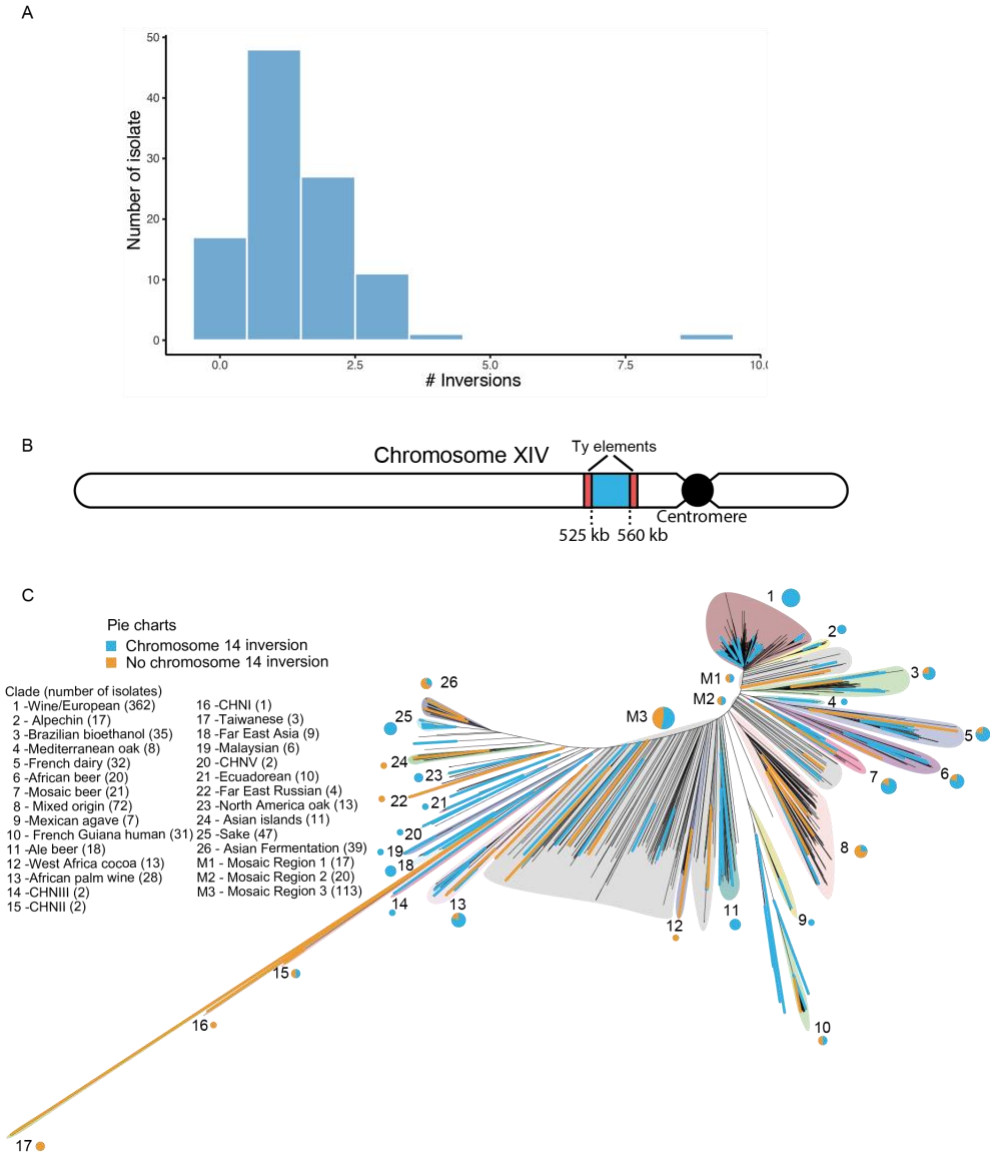 A
50
40
30
20
10
0
Number of isolate
0.0 2.5 5.0 7.5 10.(
# Inversions
B
Chromosome XIV
Ty elements
Centromere
525 kb 560 kb
C
Pie charts
Chromosome 14 inversion
No chromosome 14 inversion
Clade (number of isolates)
1 -Wine/European (362)
2 - Alpechin (17)
3 -Brazilian bioethanol (35)
4 -Mediterranean oak (8)
5 -French dairy (32)
6 -African beer (20)
7 -Mosaic beer (21)
8 - Mixed origin (72)
9 -Mexican agave (7)
10 - French Guiana human (31)
11 -Ale beer (18)
12 -West Africa cocoa (13)
13 -African palm wine (28)
14 -CHNIII (2)
15 -CHNII (2)
16 -CHNI (1)
17 -Taiwanese (3)
18 -Far East Asia (9)
19 -Malaysian (6)
20 -CHNV (2)
21 -Ecuadorean (10)
22 -Far East Russian (4)
23 -North America oak (13)
24 - Asian islands (11)
25 -Sake (47)
26 -Asian Fermentation (39)
M1 - Mosaic Region 1 (17)
M2 - Mosaic Region 2 (20)
M3 - Mosaic Region 3 (113)
1
2
3
4
5
6
7
8
9
10
11
12
13
14
15
16
17
18
19
20
21
22
23
24
25
26
M1
M2
M3